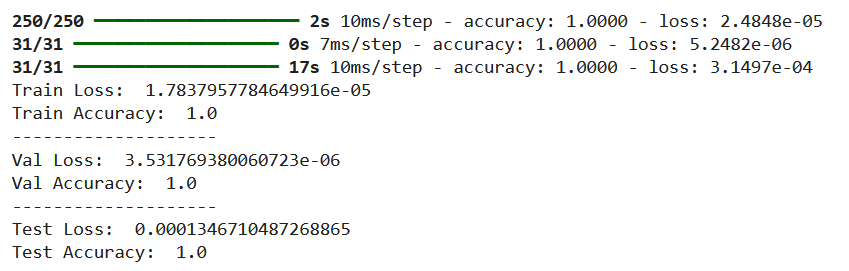 250/250 ━━━━━━━━━━━━━━━━━━━━ 2s 10ms/step - accuracy: 1.0000 - loss: 2.4848e-05
31/31 ━━━━━━━━━━━━━━━━━━━━ 0s 7ms/step - accuracy: 1.0000 - loss: 5.2482e-06
31/31 ━━━━━━━━━━━━━━━━━━━━ 17s 10ms/step - accuracy: 1.0000 - loss: 3.1497e-04
Train Loss:  1.7837957784649916e-05
Train Accuracy:  1.0
--------------------
Val Loss:  3.531769380060723e-06
Val Accuracy:  1.0
--------------------
Test Loss:  0.0001346710487268865
Test Accuracy:  1.0